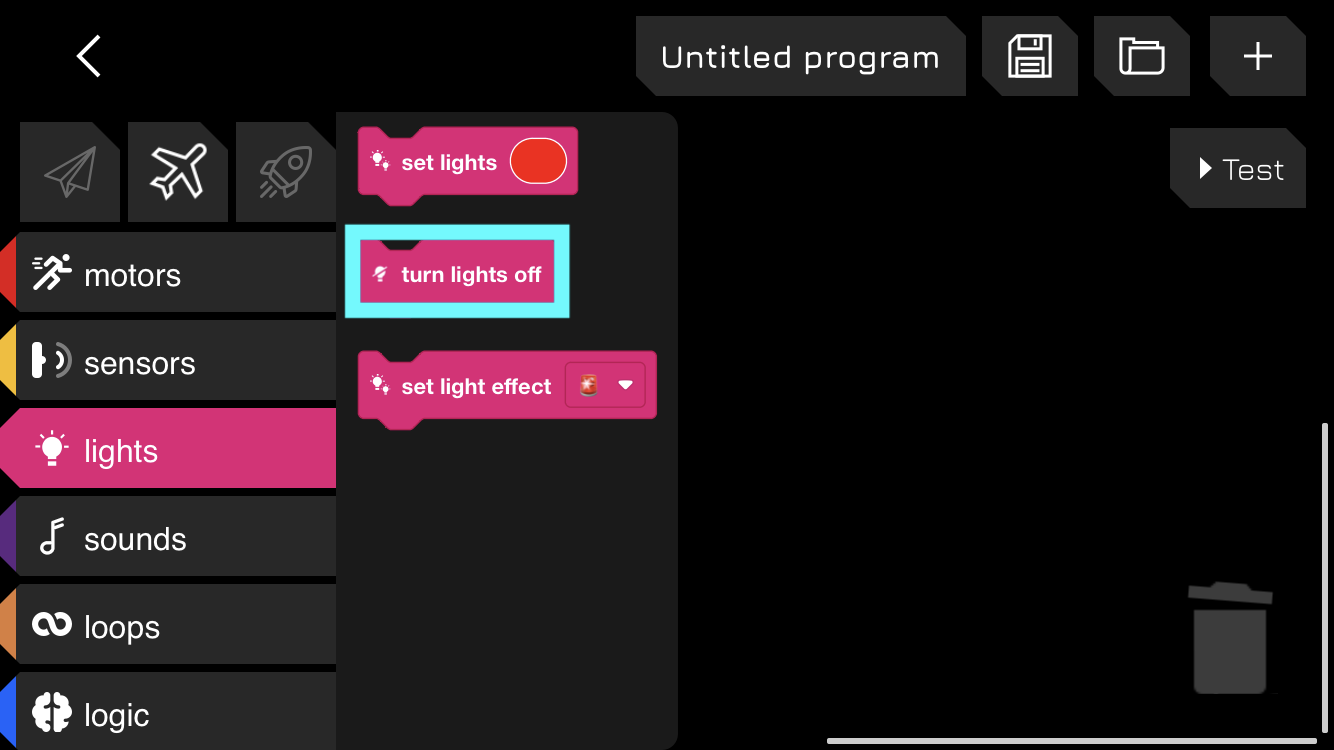 Untitled program
Test
set lights
turn lights off
set light effect
motors
sensors
lights
sounds
loops
logic